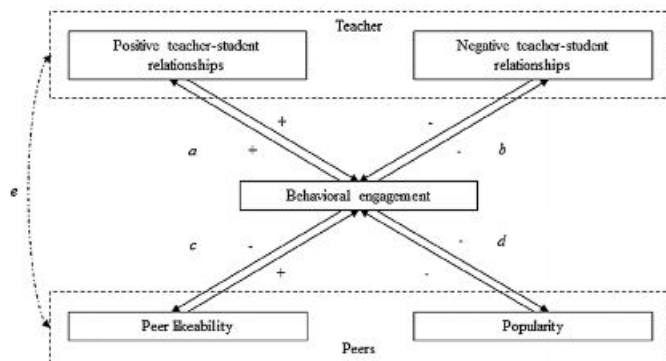 Teacher
Positive teacher-student
relationships
Negative teacher-student
relationships
+
-
a
+
-
b
e
Behavioral engagement
c
-
-
d
+
-
Peer likeability
Popularity
Peers